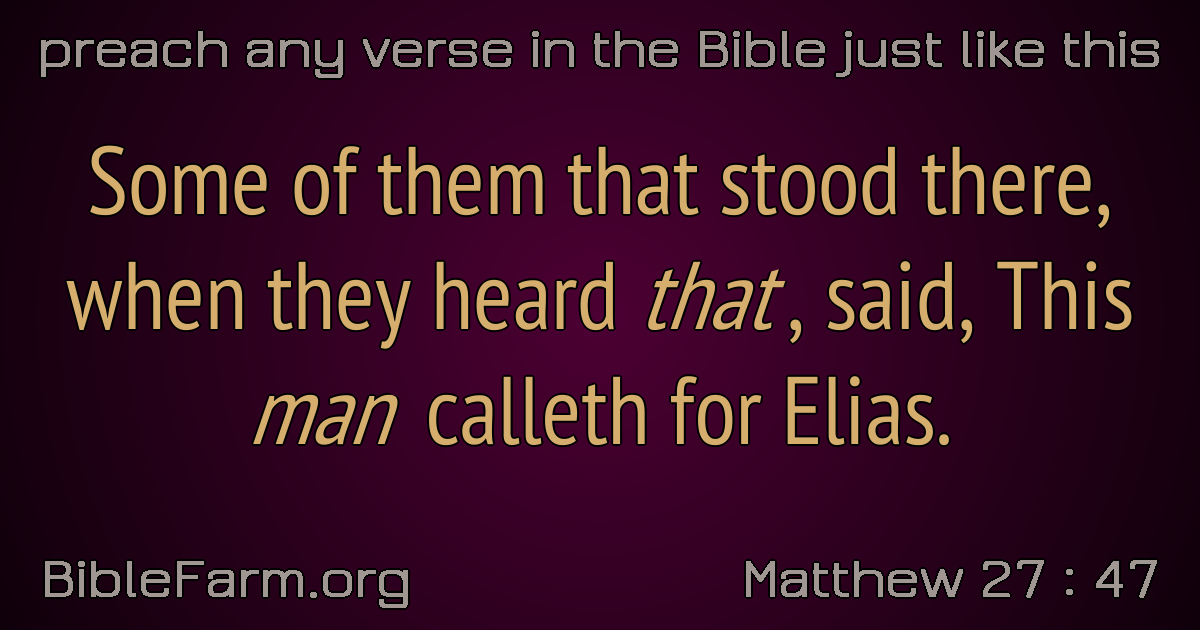 preach any verse in the Bible just like this
Some of them that stood there,
when they heard that, said, This
man calleth for Elias.
BibleFarm.org
Matthew 27 : 47